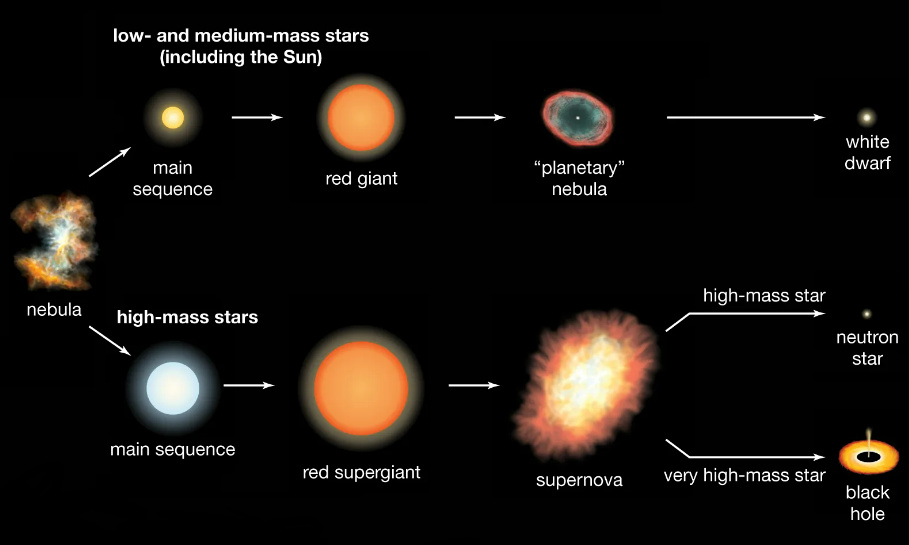 low- and medium-mass stars
(including the Sun)
main
sequence
red giant
“planetary”
nebula
white
dwarf
nebula
high-mass stars
main sequence
red supergiant
supernova
high-mass star
neutron
star
very high-mass star
black
hole